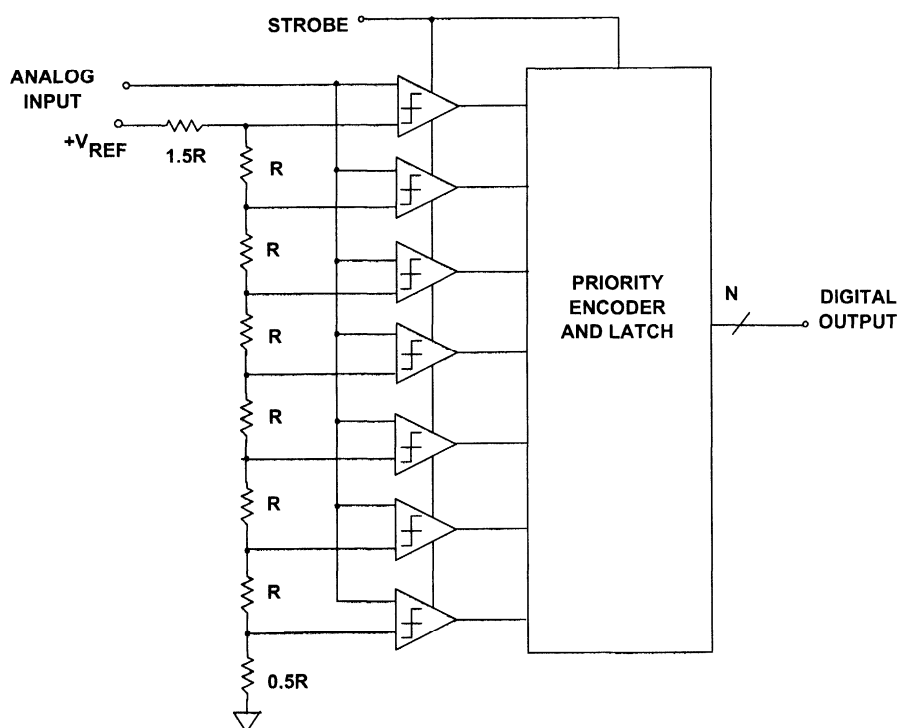 STROBE
ANALOG
INPUT
+VREF
1.5R
R
R
R
R
R
R
0.5R
PRIORITY
ENCODER
AND LATCH
N
DIGITAL
OUTPUT